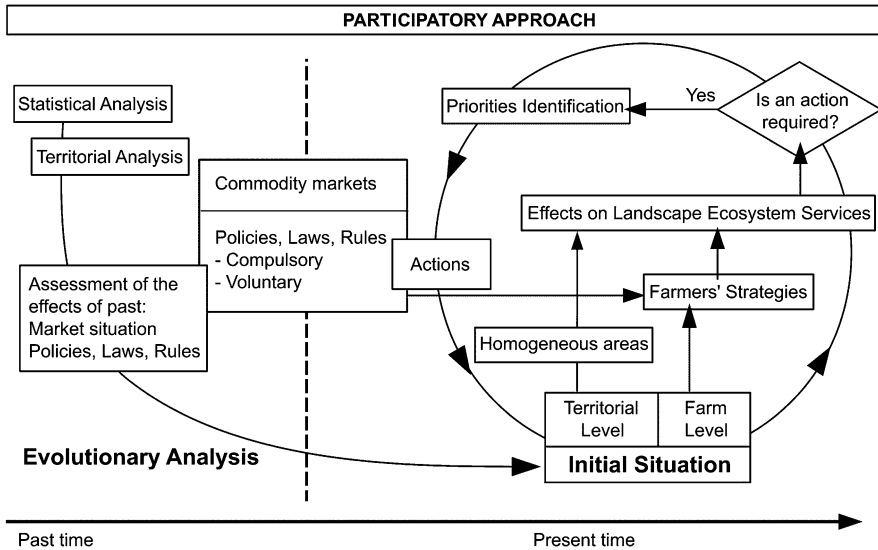 PARTICIPATORY APPROACH
Statistical Analysis
Territorial Analysis
Assessment of the
effects of past:
Market situation
Policies, Laws, Rules
Evolutionary Analysis
Commodity markets
Policies, Laws, Rules
- Compulsory
- Voluntary
Actions
Priorities Identification
Yes
Is an action
required?
Effects on Landscape Ecosystem Services
Farmers' Strategies
Homogeneous areas
Territorial
Level
Farm
Level
Initial Situation
Past time
Present time